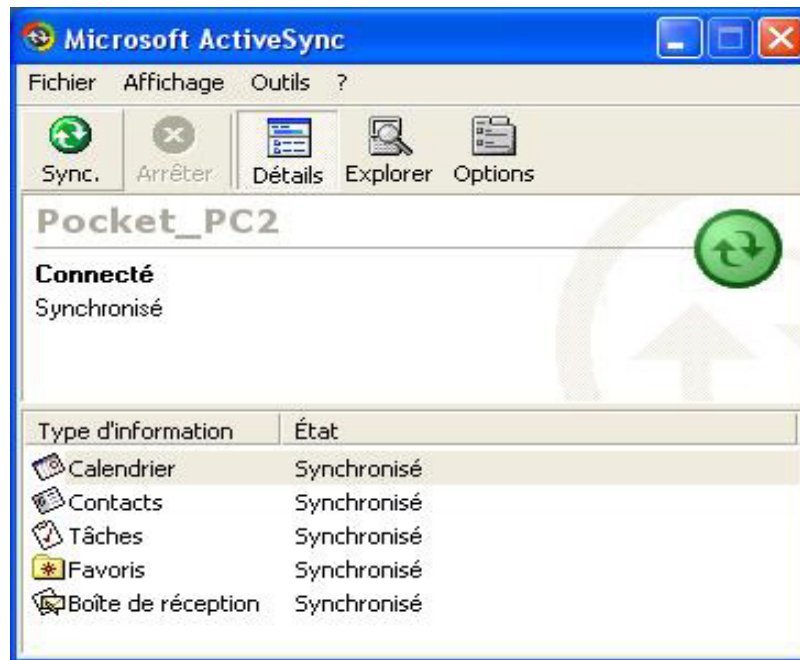 Microsoft ActiveSync
Fichier Affichage Outils ?
Sync. Arrêter Détails Explorer Options
Pocket_PC2
Connecté
Synchronisé
Type d'information État
Calendrier Synchronisé
Contacts Synchronisé
Tâches Synchronisé
Favoris Synchronisé
Boîte de réception Synchronisé